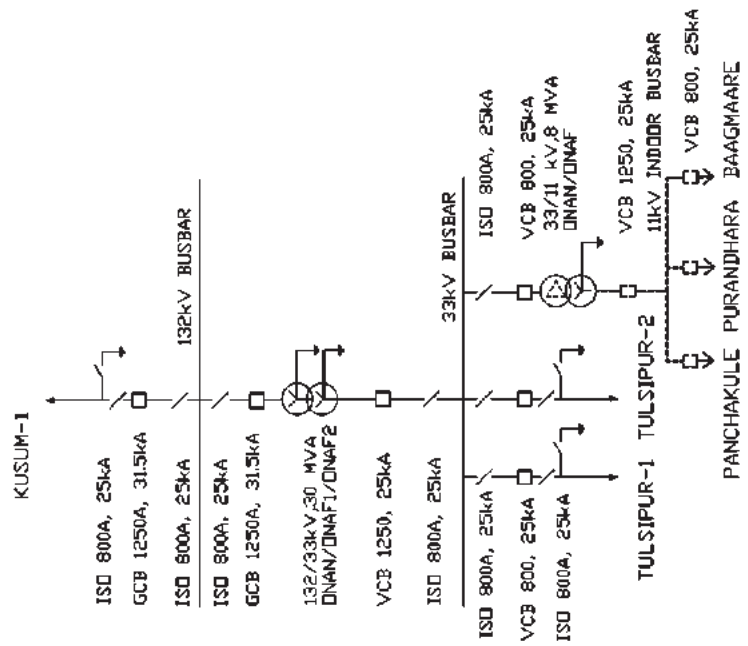 KUSUM-1
ISO 800A, 25kA
GCB 1250A, 31.5kA
ISO 800A, 25kA
132kV BUSBAR
ISO 800A, 25kA
GCB 1250A, 31.5kA
132/33kV,30 MVA
ONAN/ONAF1/ONAF2
VCB 1250, 25kA
ISO 800A, 25kA
33kV BUSBAR
ISO 800A, 25kA
VCB 800, 25kA
ISO 800A, 25kA
TULSIPUR-1
TULSIPUR-2
ISO 800A, 25kA
VCB 800, 25kA
33/11 kV,8 MVA
ONAN/ONAF
VCB 1250, 25kA
11kV INDOOR BUSBAR
VCB 800, 25kA
PANCHAKULE
PURANDHARA
BAAGMAARE